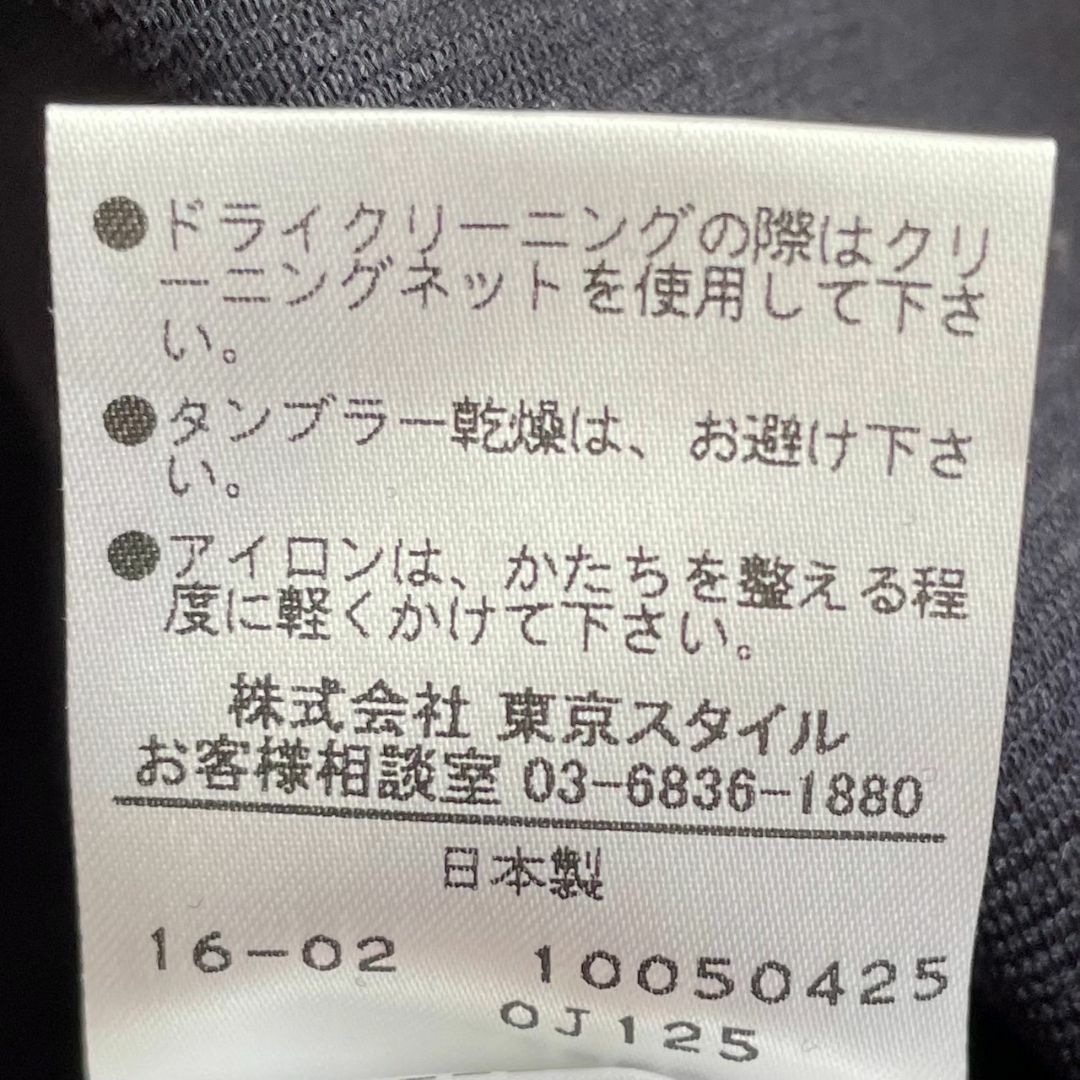 ●ドライクリーニングの際はクリ
ーニングネットを使用して下さ
い。
●タンブラー乾燥は、お避け下さ
い。
●アイロンは、かたちを整える程
度に軽くかけて下さい。
株式会社 東京スタイル
お客様相談室 03-6836-1880
日本製
16-02 10050425
OJ125